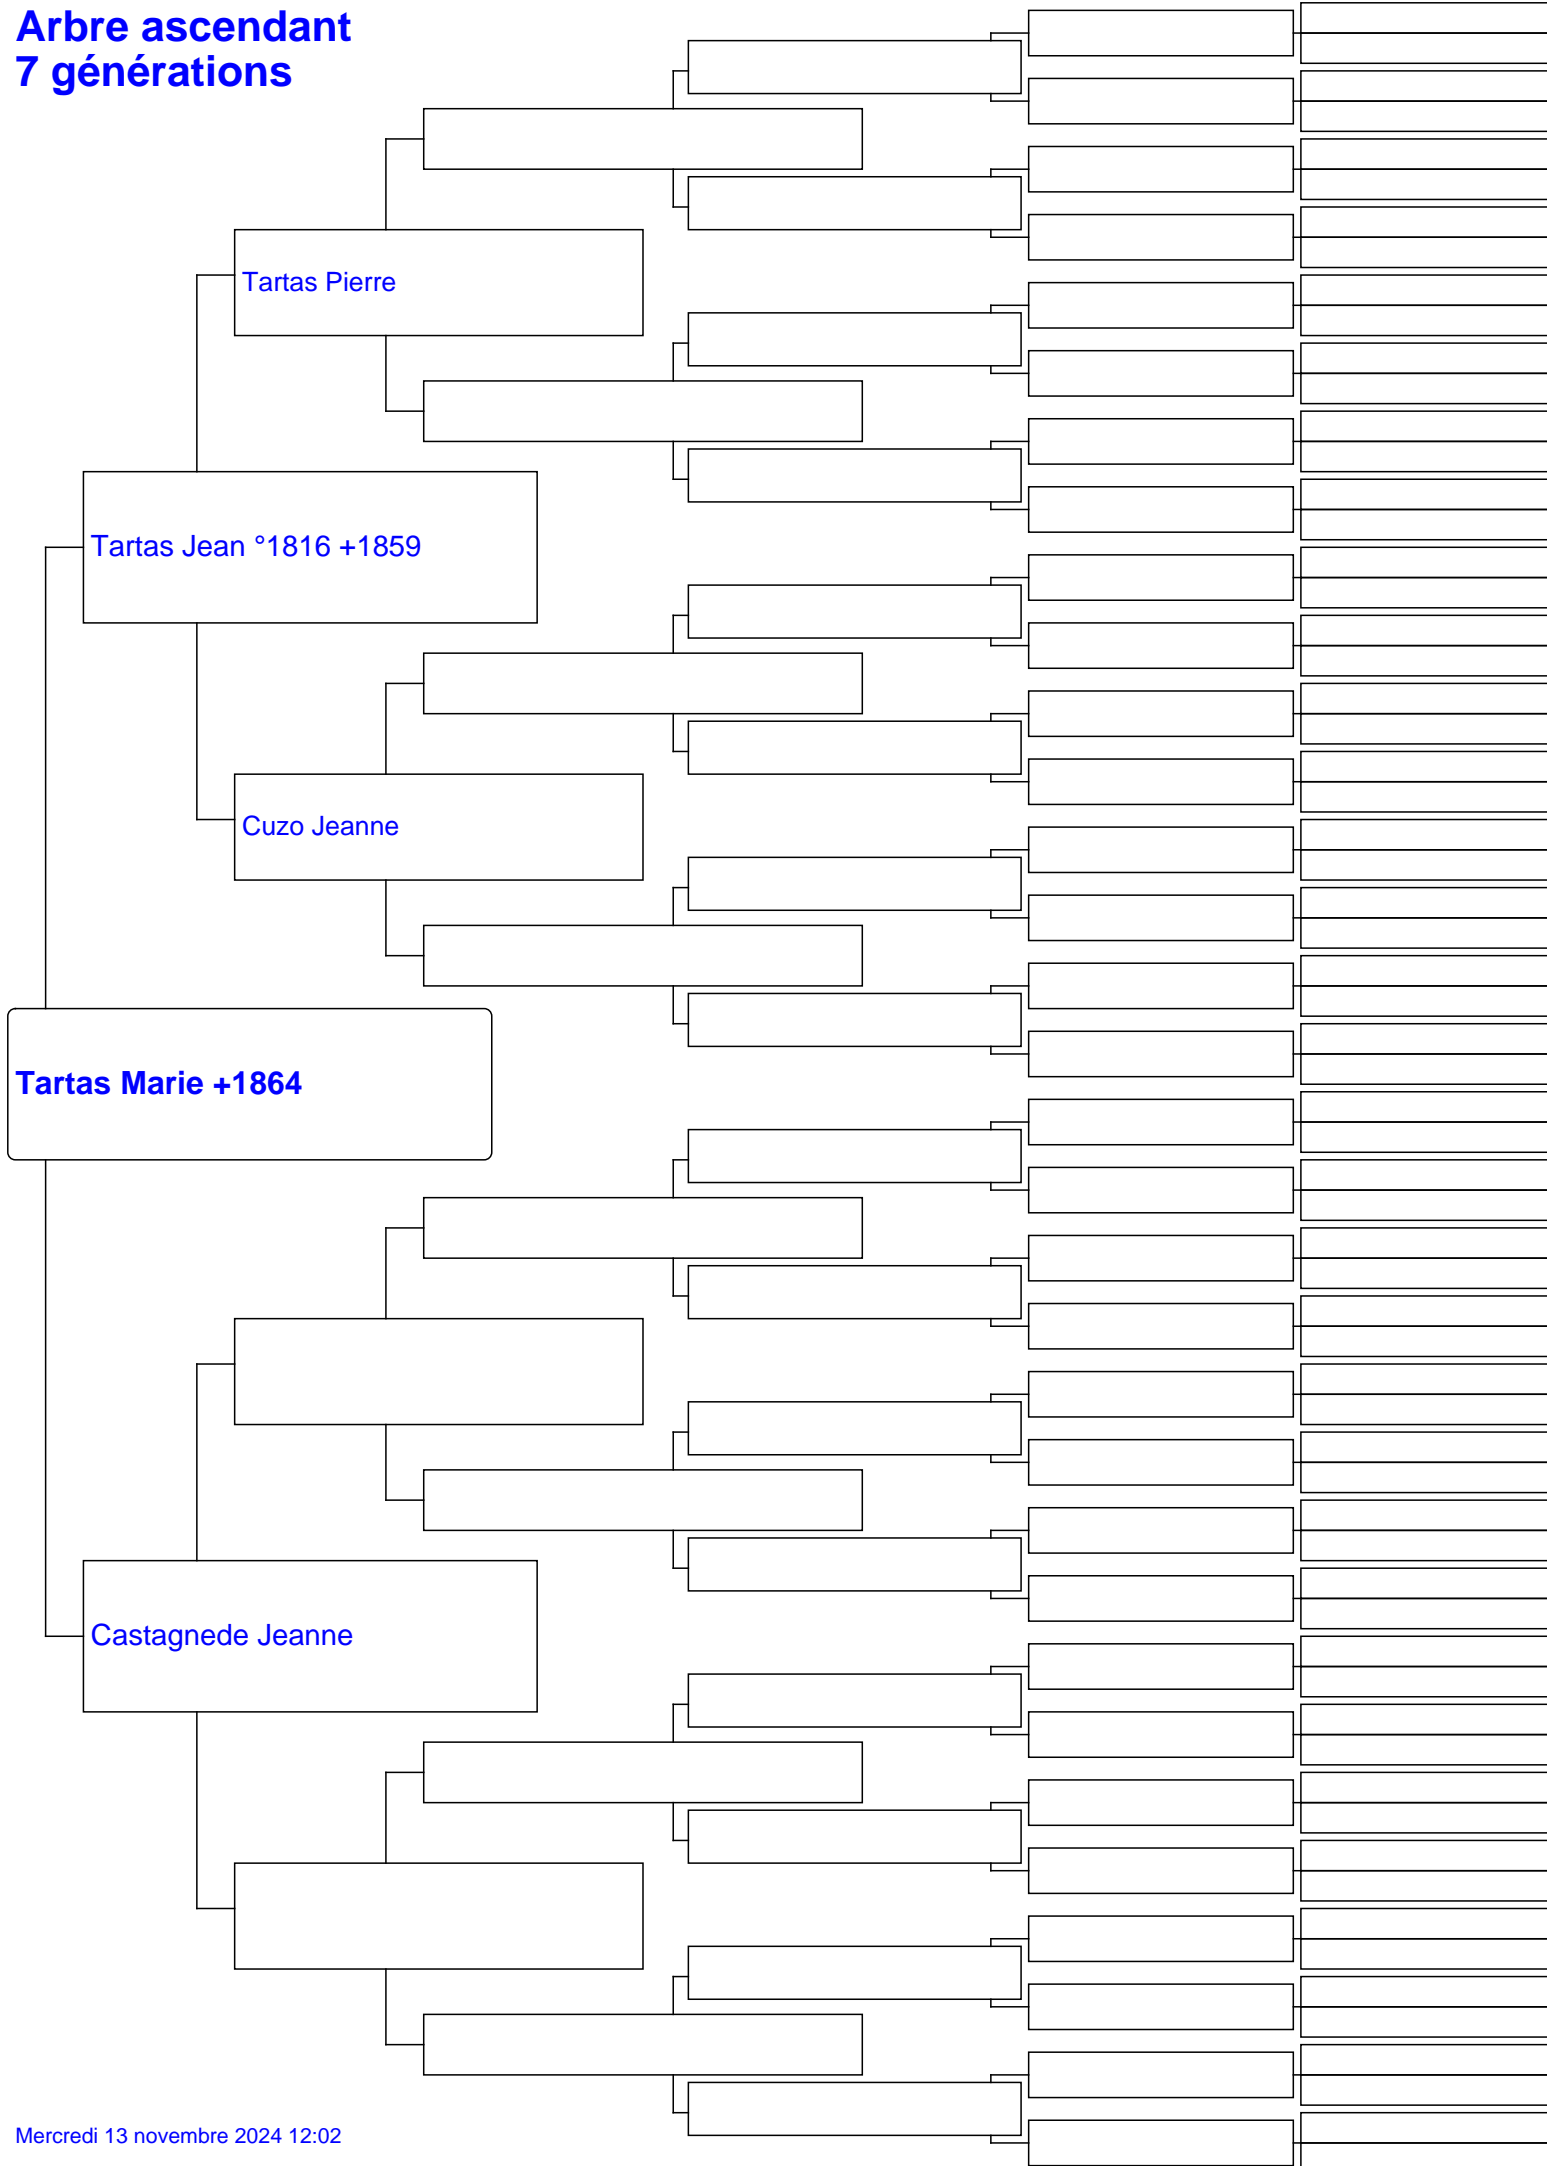 Arbre ascendant
7 générations
Tartas Pierre
Tartas Jean °1816 +1859
Cuzo Jeanne
Tartas Marie +1864
Castagnede Jeanne
Mercredi 13 novembre 2024 12:02